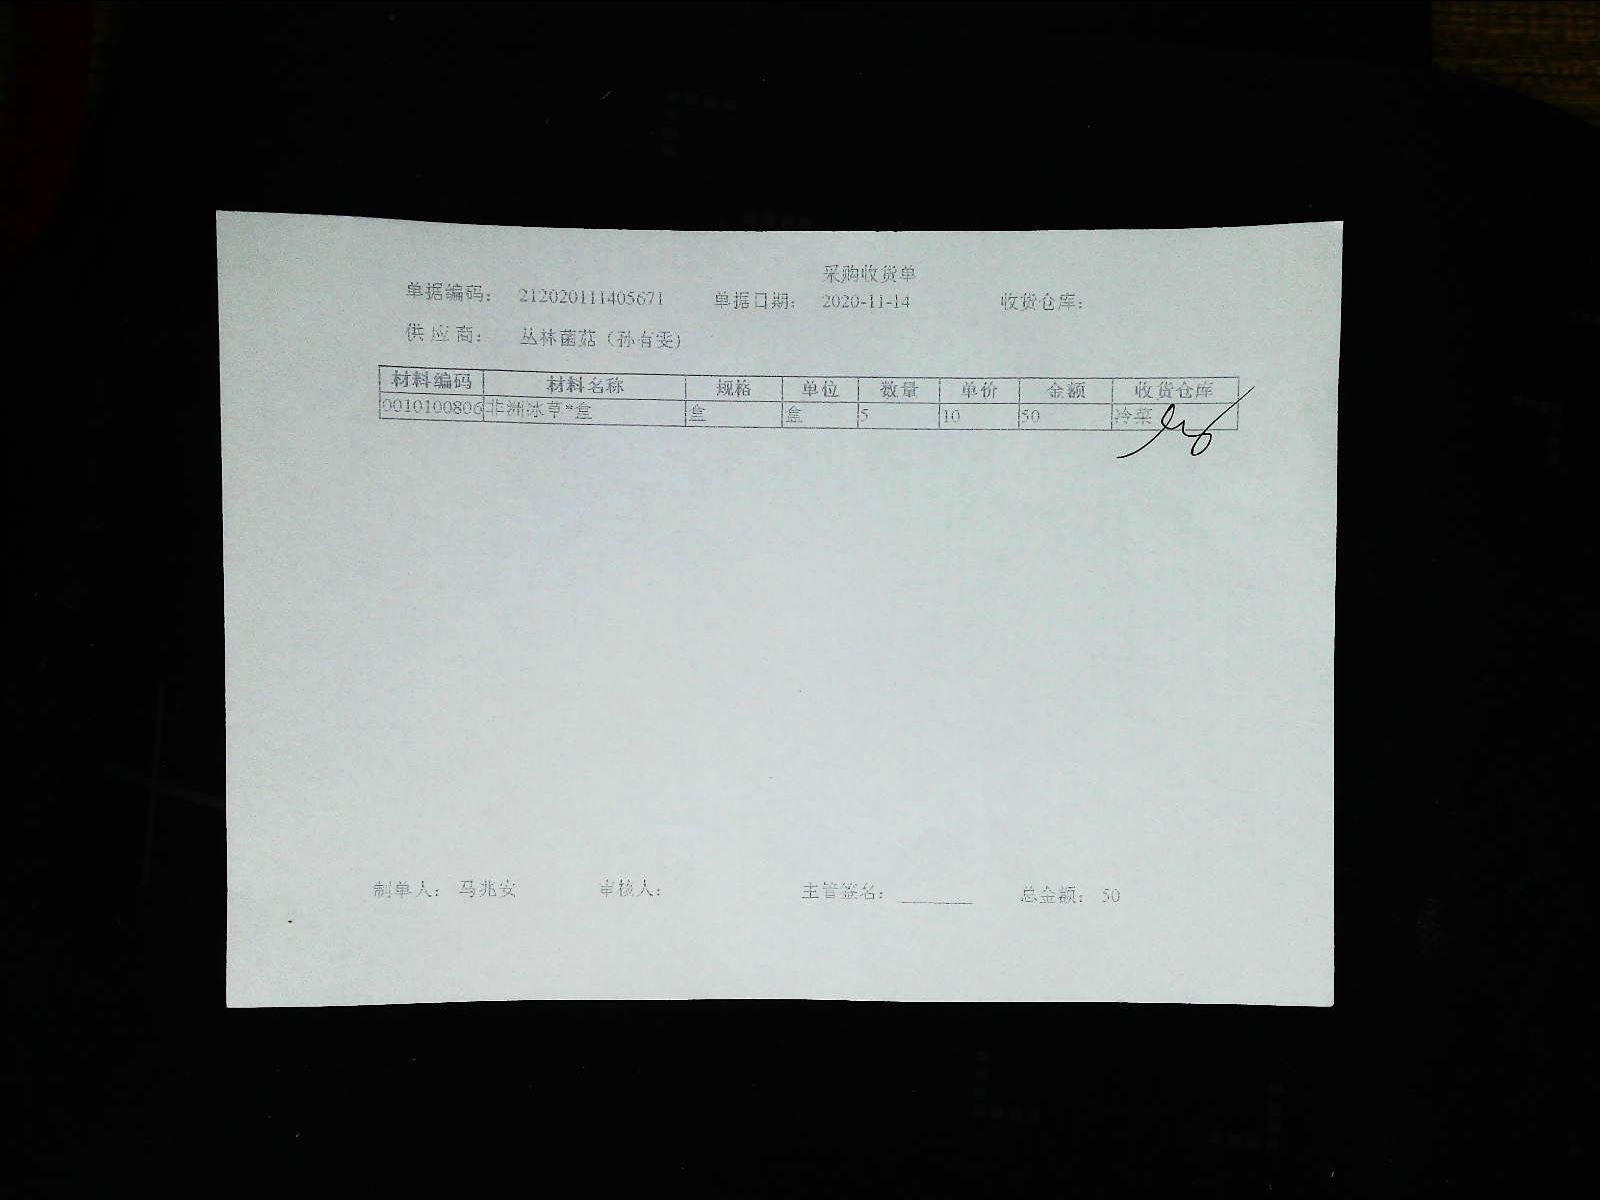 采购收货单
单据编码： 212020111405671 单据日期： 2020-11-14 收货仓库：
供 应 商： 丛林菌菇（孙有雯）
材料编码 材料名称 规格 单位 数量 单价 金额 收货仓库
0010100806 非洲冰草*盒 盒 盒 5 10 50 冷菜
制单人： 马兆安 审核人： 主管签名： 总金额： 50